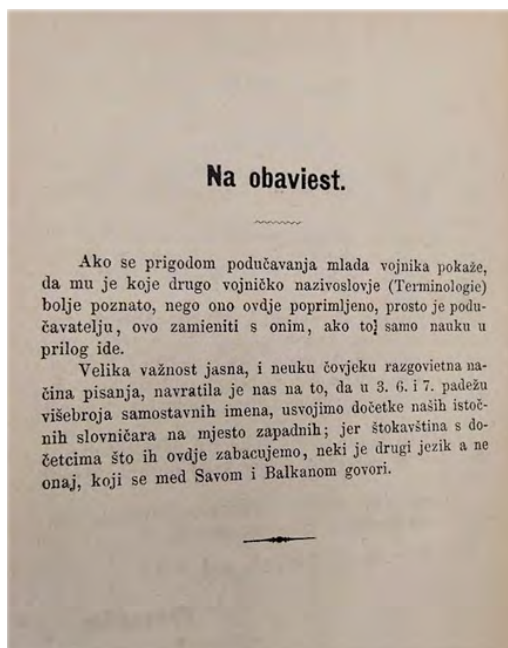 Na obaviest.
Ako se prigodom podučavanja mlada vojnika pokaže,
da mu je koje drugo vojničko nazivoslovje (Terminologie)
bolje poznato, nego ono ovdje poprimljeno, prosto je podu-
čavatelju, ovo zamieniti s onim, ako to samo nauku u
prilog ide.
Velika važnost jasna, i neuku čovjeku razgovietna na-
čina pisanja, navratila je nas na to, da u 3. 6. i 7. padežu
višebroja samostavnih imena, usvojimo dočetke naših istoč-
nih slovničara na mjesto zapadnih; jer štokavština s do-
četcima što ih ovdje zabacujemo, neki je drugi jezik a ne
onaj, koji se med Savom i Balkanom govori.